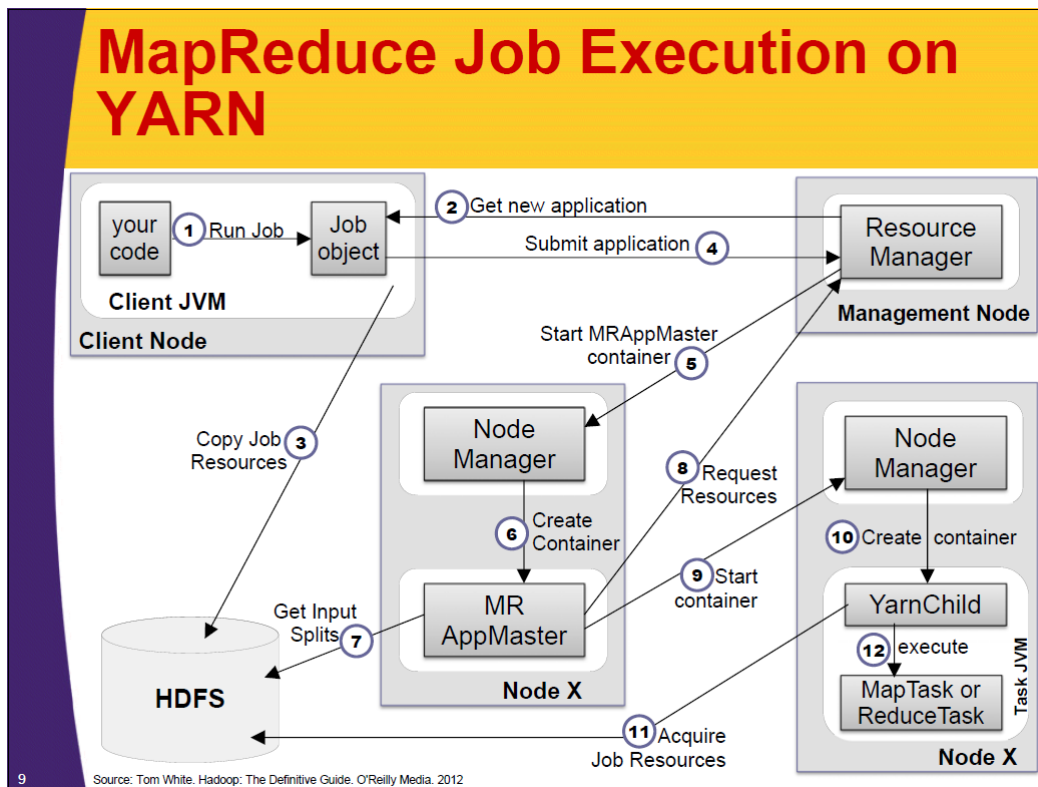 MapReduce Job Execution on
YARN
your
code
1 Run Job
Job
object
Client JVM
Client Node
2 Get new application
Submit application 4
Resource
Manager
Management Node
Start MRAppMaster
container 5
Copy Job 3
Resources
Node
Manager
6 Create
Container
MR
AppMaster
Node X
Get Input
Splits 7
HDFS
8 Request
Resources
9 Start
container
Node
Manager
10 Create container
YarnChild
12 execute
MapTask or
ReduceTask
Task JVM
Node X
11 Acquire
Job Resources
9
Source: Tom White. Hadoop: The Definitive Guide. O'Reilly Media. 2012